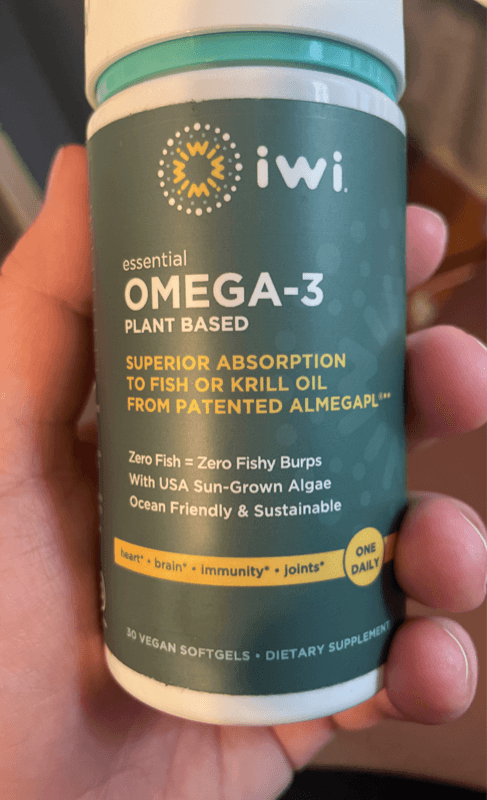 iwi.
essential
OMEGA-3
PLANT BASED
SUPERIOR ABSORPTION
TO FISH OR KRILL OIL
FROM PATENTED ALMEGAPL®**
Zero Fish = Zero Fishy Burps
With USA Sun-Grown Algae
Ocean Friendly & Sustainable
heart* • brain* • immunity* • joints*
ONE
DAILY
30 VEGAN SOFTGELS • DIETARY SUPPLEMENT